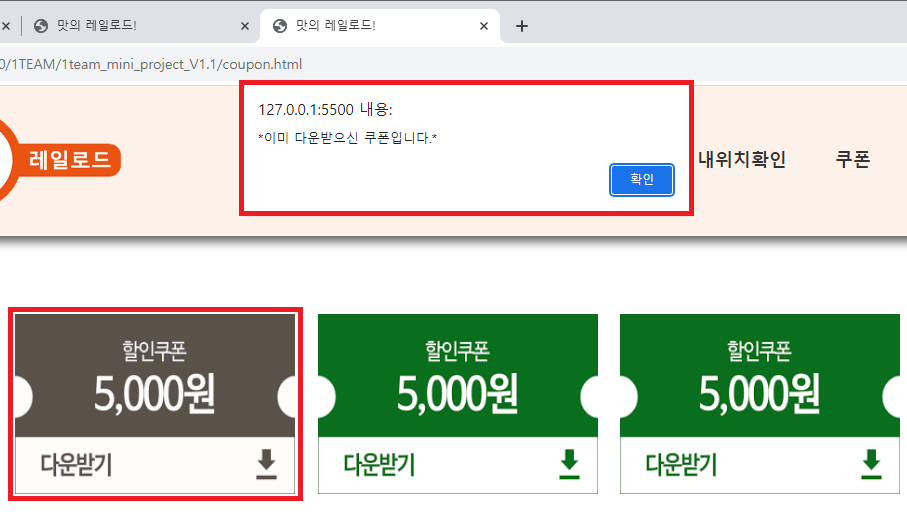 맛의 레일로드!
맛의 레일로드!
0/1TEAM/1team_mini_project_V1.1/coupon.html
127.0.0.1:5500 내용:
*이미 다운받으신 쿠폰입니다.*
확인
레일로드
내위치확인
쿠폰
할인쿠폰
5,000원
다운받기
할인쿠폰
5,000원
다운받기
할인쿠폰
5,000원
다운받기